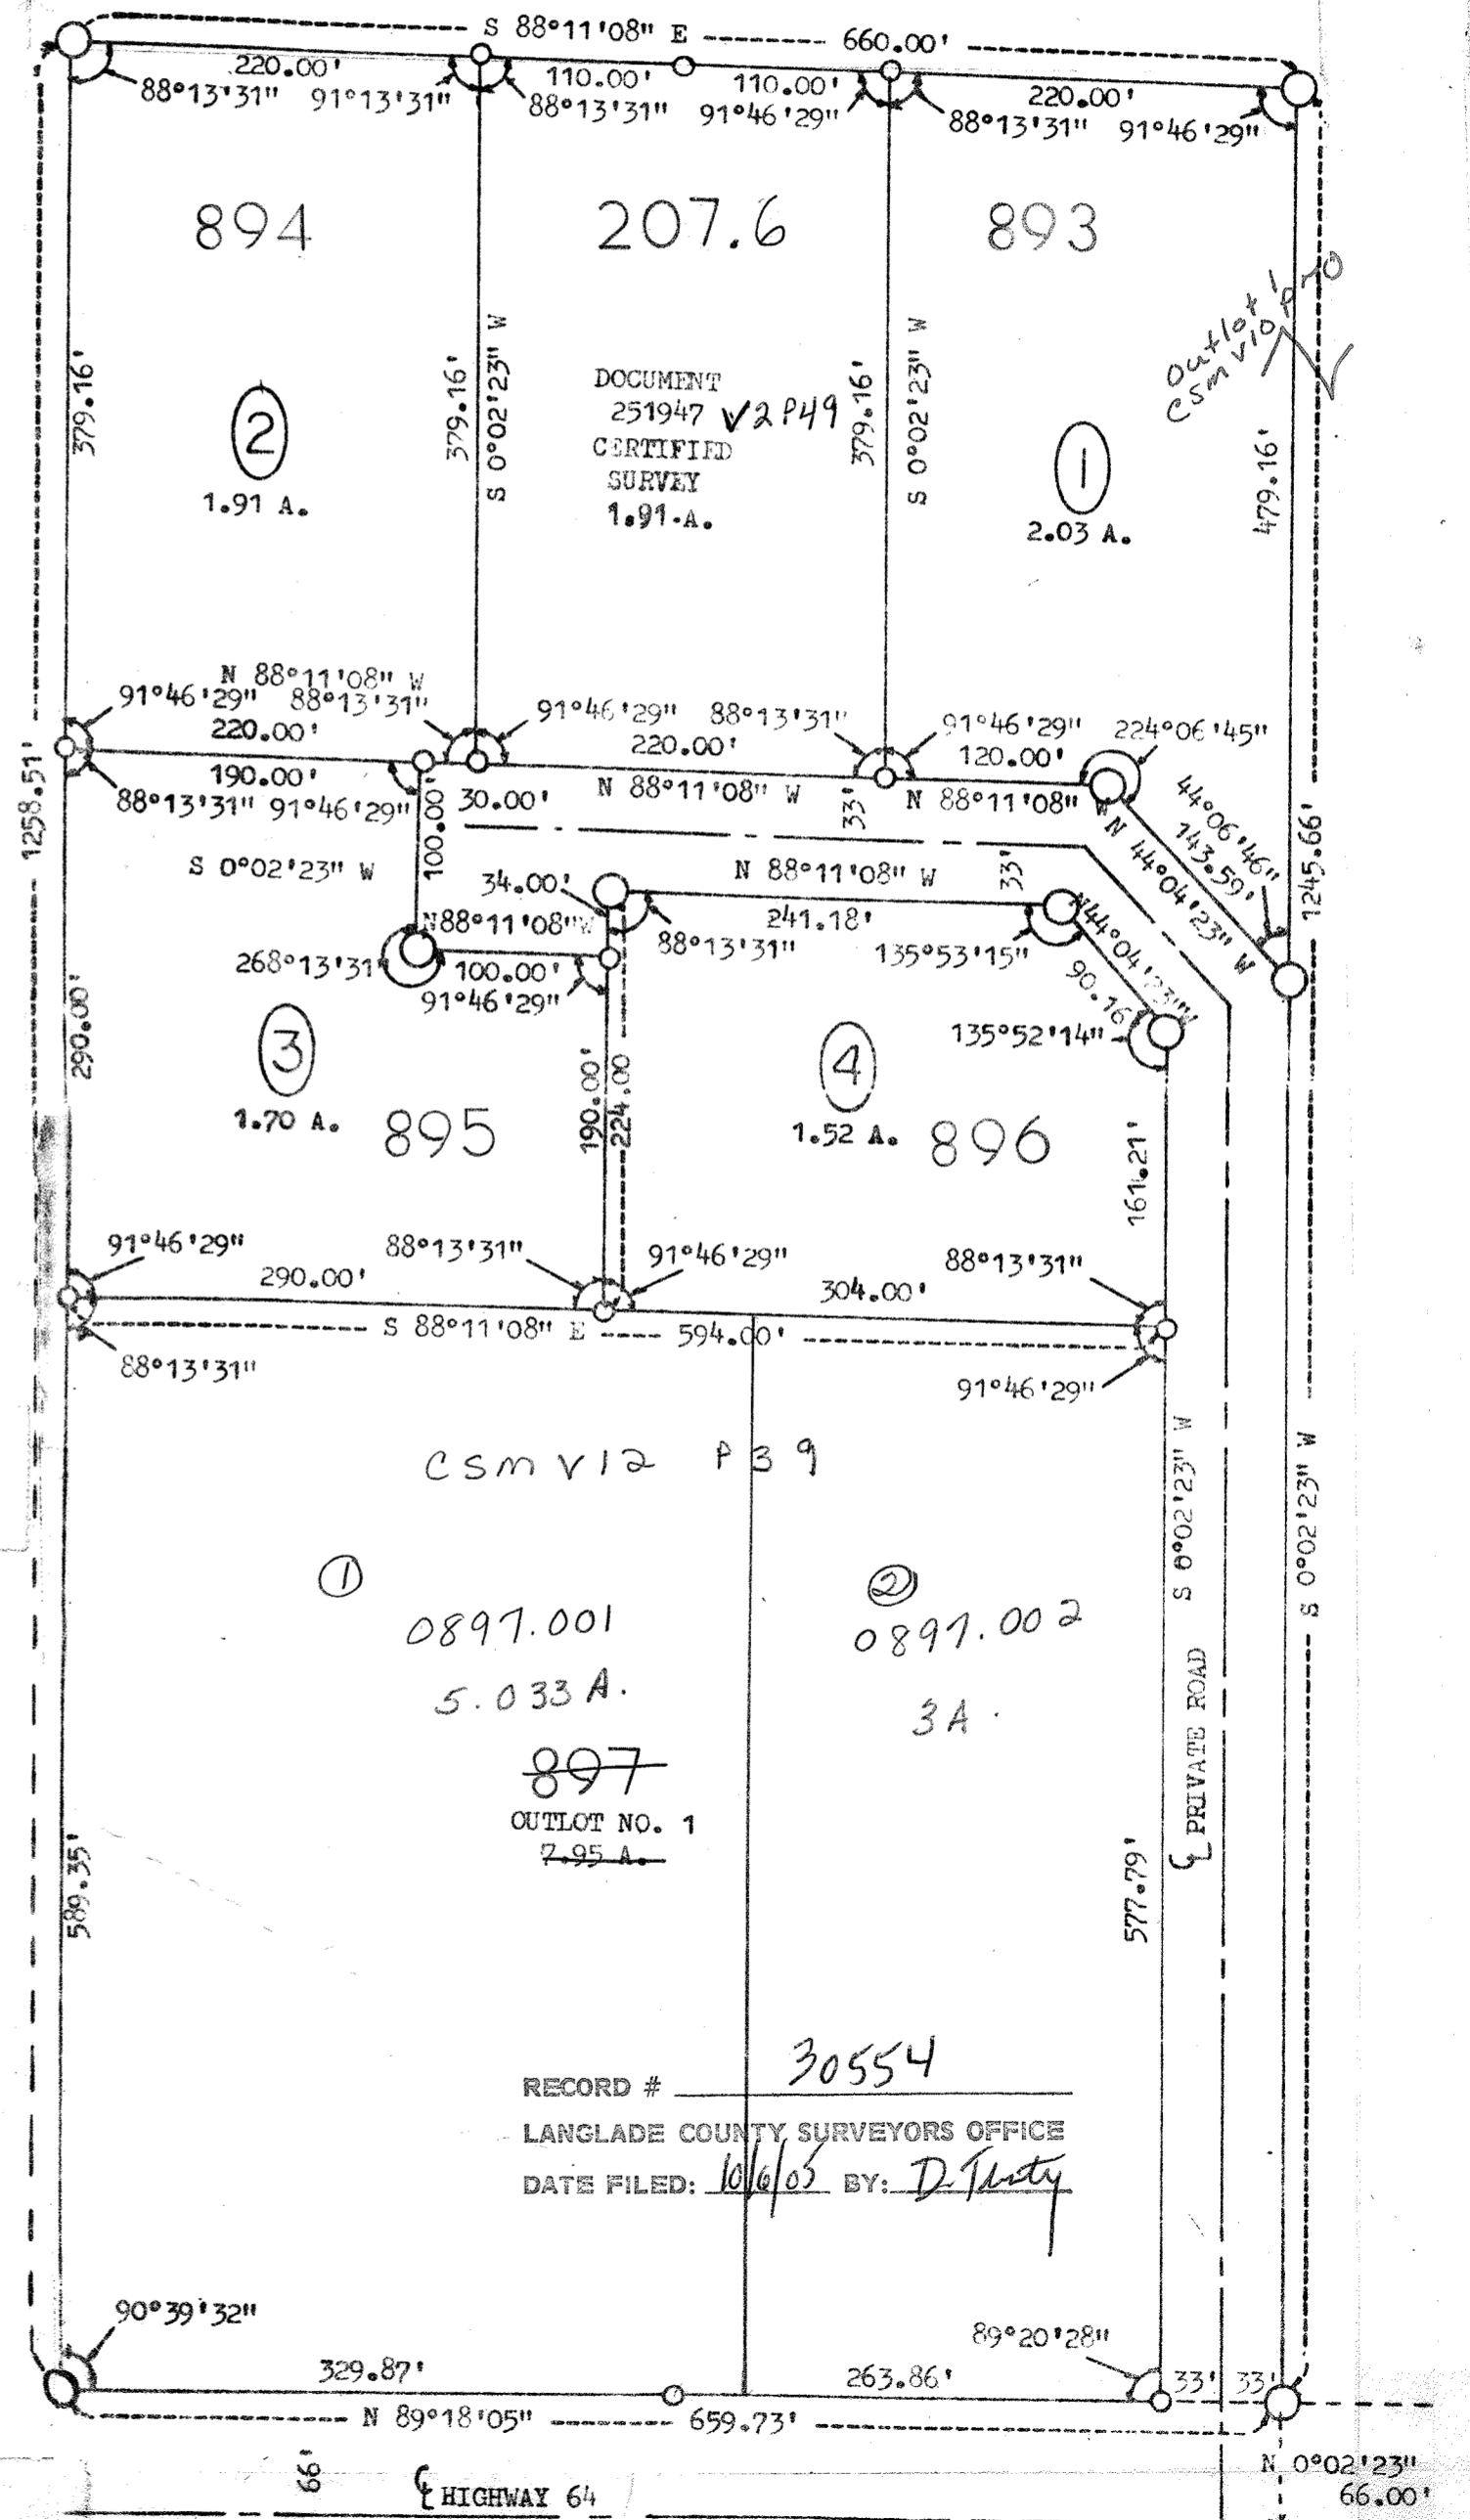 S 88°11'08" E 660.00'
220.00' 110.00' 110.00' 220.00'
88°13'31" 91°13'31" 88°13'31" 91°46'29" 88°13'31" 91°46'29"
894 207.6 893
Outlot 1
CSM V10 P
379.16'
379.16'
S 0°02'23" W
379.16'
S 0°02'23" W
479.16'
DOCUMENT
251947 V2 P49
CERTIFIED
SURVEY
1.91.A.
2
1.91 A.
1
2.03 A.
N 88°11'08" W
91°46'29" 88°13'31" 91°46'29" 88°13'31" 91°46'29" 224°06'45"
220.00' 220.00' 120.00'
190.00' 30.00' N 88°11'08" W 33' N 88°11'08" W
88°13'31" 91°46'29"
1258.51'
1245.66'
44°06'46"
143.59'
N 44°04'23" W
S 0°02'23" W
100.00'
34.00'
N 88°11'08" W
33'
241.18'
N88°11'08"W
88°13'31"
135°53'15"
N44°04'23"W
90.16'
268°13'31"
100.00'
91°46'29"
135°52'14"
290.00'
3
1.70 A.
895
190.00'
224.00
4
1.52 A.
896
161.21'
91°46'29" 88°13'31" 91°46'29" 88°13'31"
290.00' 304.00'
S 88°11'08" E 594.00'
88°13'31"
91°46'29"
CSM V12 P39
1
0897.001
5.033 A.
2
0897.002
3 A.
897
OUTLOT NO. 1
7.95 A.
589.35'
577.79'
S 0°02'23" W
PRIVATE ROAD
S 0°02'23" W
RECORD # 30554
LANGLADE COUNTY SURVEYORS OFFICE
DATE FILED: 10/6/05 BY: D.
90°39'32"
89°20'28"
329.87' 263.86' 33' 33'
N 89°18'05" 659.73'
N 0°02'23"
66.00'
66'
℄ HIGHWAY 64